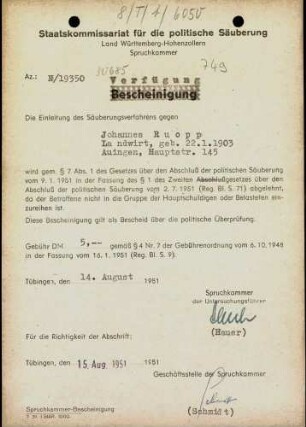 8/T/4/6050
Staatskommissariat für die politische Säuberung
Land Württemberg-Hohenzollern
Spruchkammer
749
Az.: H/19350
Verfügung
Bescheinigung
Die Einleitung des Säuberungsverfahrens gegen
Johannes Ruopp
Landwirt, geb. 22.1.1903
Auingen, Hauptstr. 145
wird gem. § 7 Abs. 1 des Gesetzes über den Abschluß der politischen Säuberung
vom 9. 1. 1951 in der Fassung des § 1 des Zweiten Abschlußgesetzes über den
Abschluß der politischen Säuberung vom 2. 7. 1951 (Reg. Bl. S. 71) abgelehnt,
da der Betroffene nicht in die Gruppe der Hauptschuldigen oder Belasteten einzureihen ist.
Diese Bescheinigung gilt als Bescheid über die politische Überprüfung.
Gebühr DM 5,-- gemäß § 4 Nr. 7 der Gebührenordnung vom 6. 10. 1948
in der Fassung vom 16. 1. 1951 (Reg. Bl. S. 9).
Tübingen, den 14. August 1951
Spruchkammer
der Untersuchungsführer
(Hauer)
Für die Richtigkeit der Abschrift:
Tübingen, den 15. Aug. 1951 1951
Geschäftsstelle der Spruchkammer
(Schmidt)
Spruchkammer-Bescheinigung